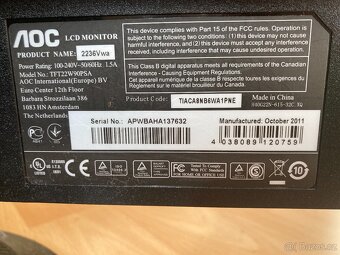 AOC LCD MONITOR
PRODUCT NAME: 2236Vwa
Power Rating: 100-240V~50/60Hz 1.5A
Model No: TFT22W90PSA
AOC International(Europe)BV
Euro Center 12th Floor
Barbara Strozzilaan 386
1083 HN Amsterdam
The Netherlands
This device complies with Part 15 of the FCC rules. Operation is
subject to the following two conditions: (1) this device may not
cause harmful interference, and (2) this device must accept any
interference received, including interference that may cause
undesired operation.
This Class B digital apparatus meets all requirements of the
Canadian Interference-Causing Equipment Regulations.
Product ID: TIACA8NB6WA1PNE
Made in China
Serial No.: APWBAHA137632
Manufactured: October 2011
4 038089 120759